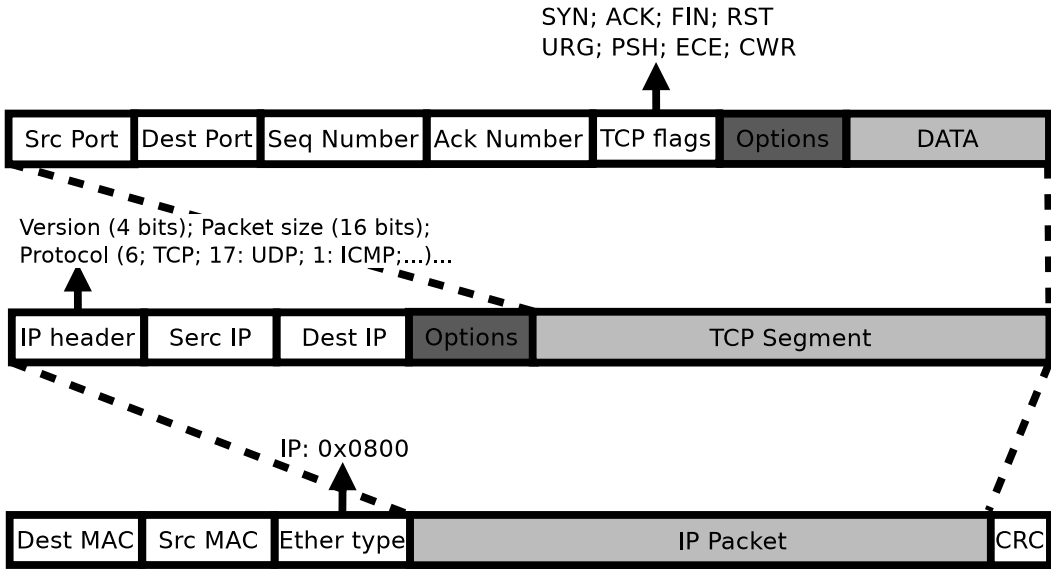 SYN; ACK; FIN; RST
URG; PSH; ECE; CWR
Src Port Dest Port Seq Number Ack Number TCP flags Options DATA
Version (4 bits); Packet size (16 bits);
Protocol (6; TCP; 17: UDP; 1: ICMP;...)...
IP header Serc IP Dest IP Options TCP Segment
IP: 0x0800
Dest MAC Src MAC Ether type IP Packet CRC